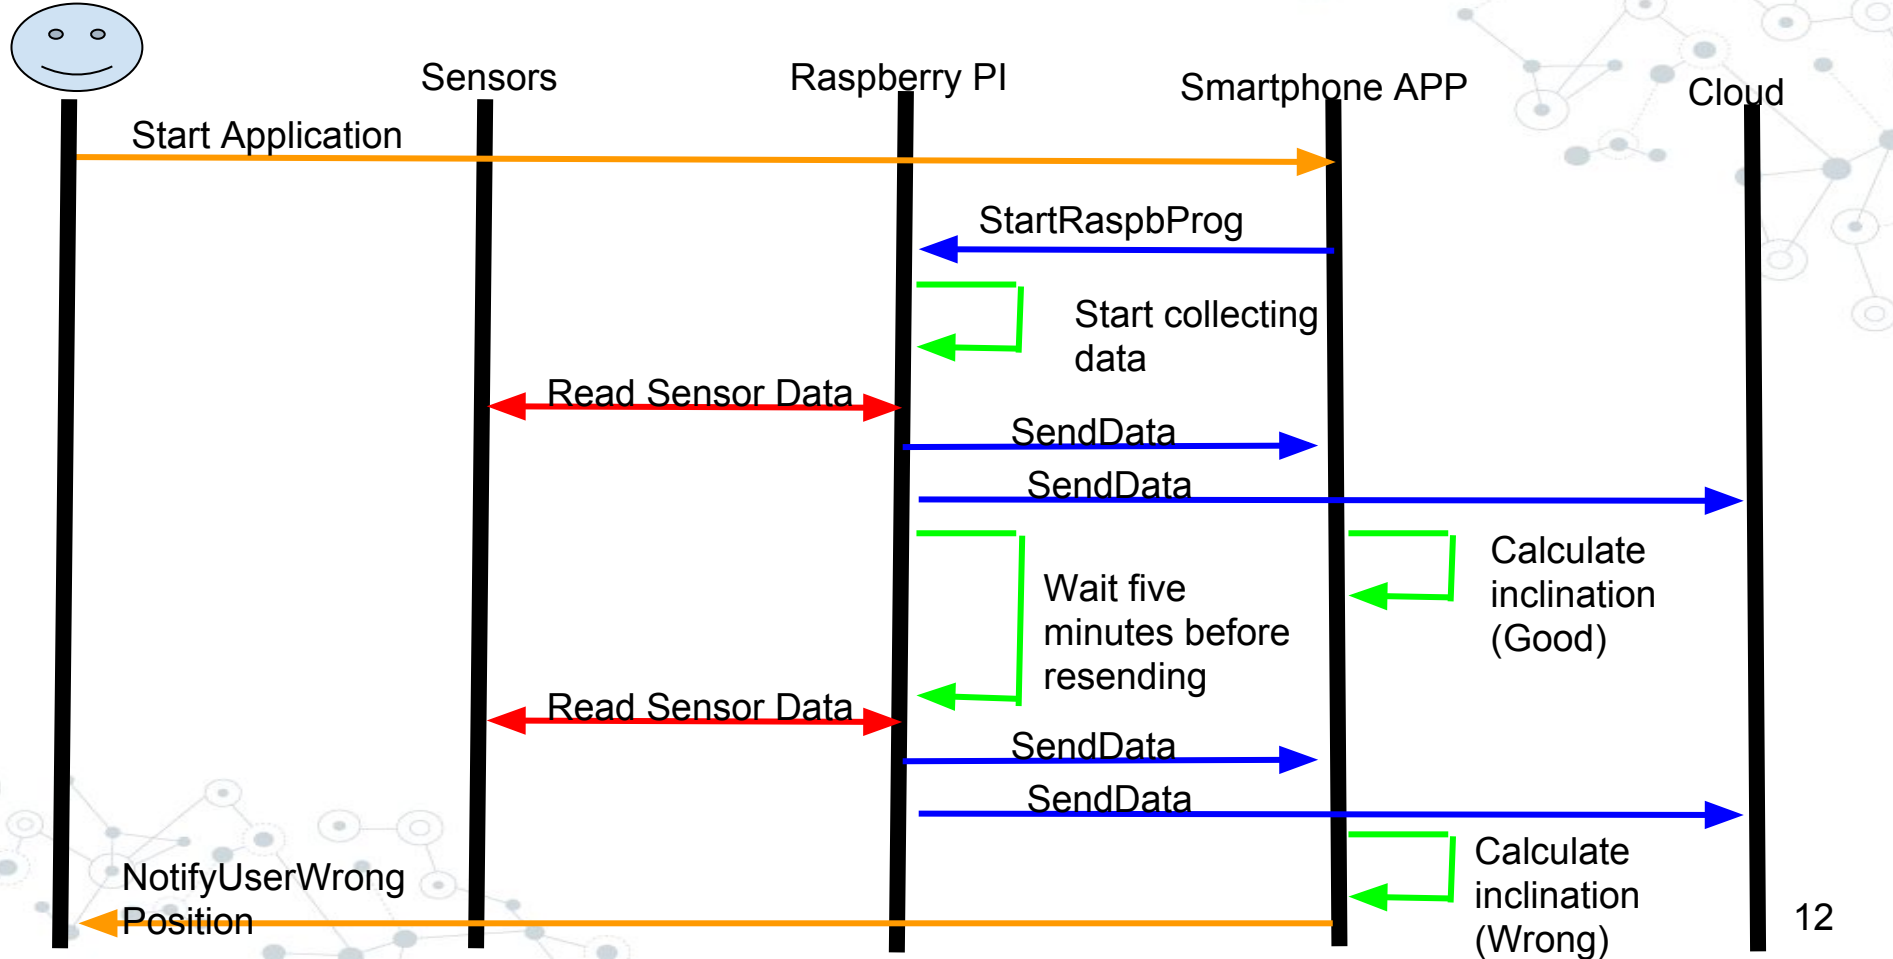 Sensors
Raspberry PI
Smartphone APP
Cloud
Start Application
StartRaspbProg
Start collecting
data
Read Sensor Data
SendData
SendData
Calculate
inclination
(Good)
Wait five
minutes before
resending
Read Sensor Data
SendData
SendData
Calculate
inclination
(Wrong)
NotifyUserWrong
Position
12